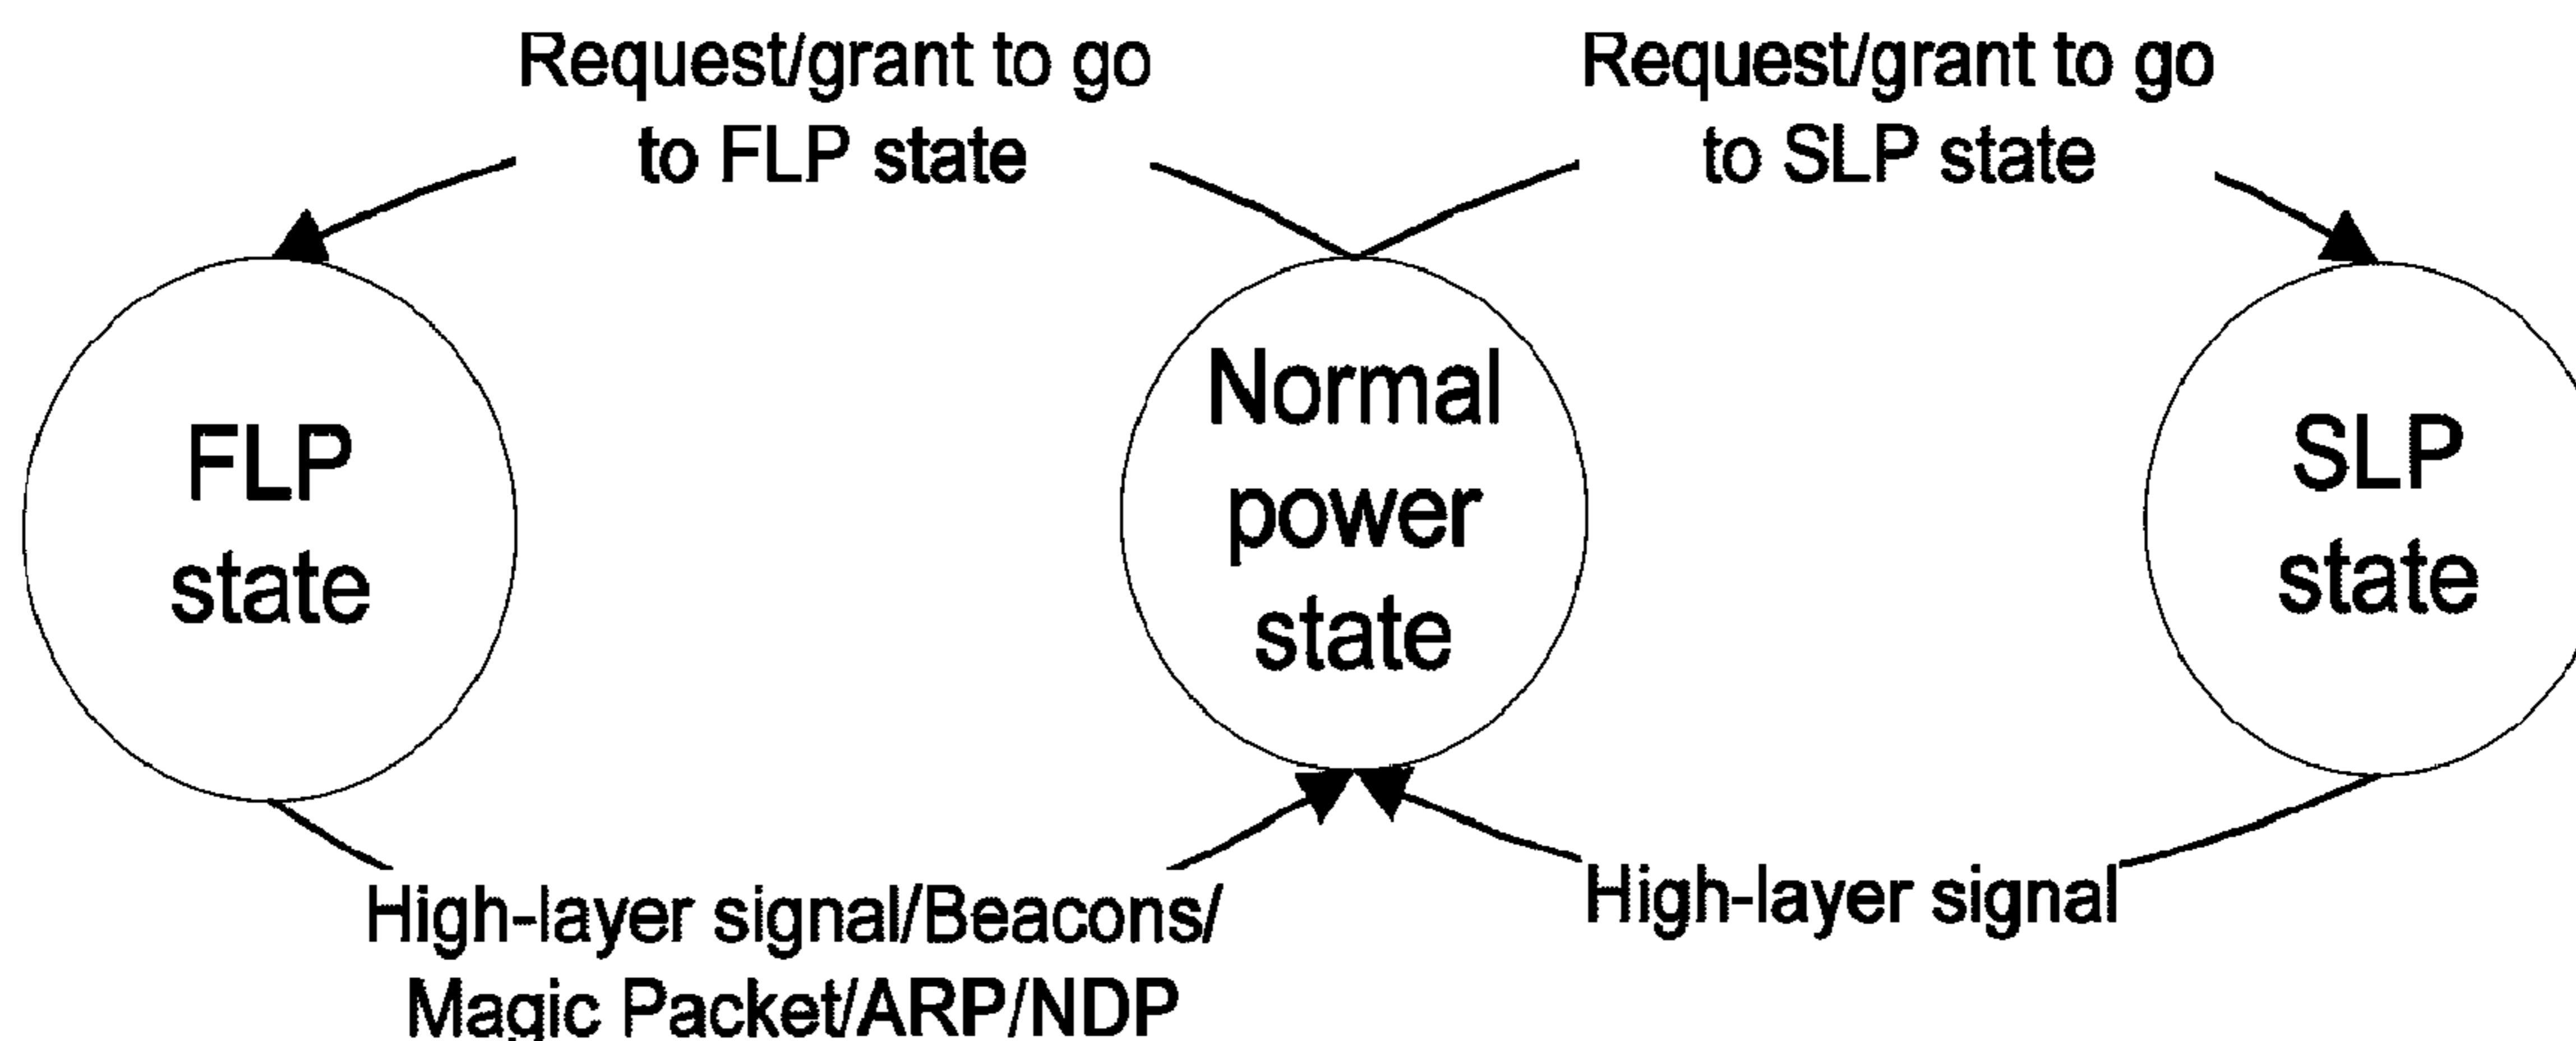 Request/grant to go
to FLP state
Request/grant to go
to SLP state
FLP
state
Normal
power
state
SLP
state
High-layer signal/Beacons/
Magic Packet/ARP/NDP
High-layer signal